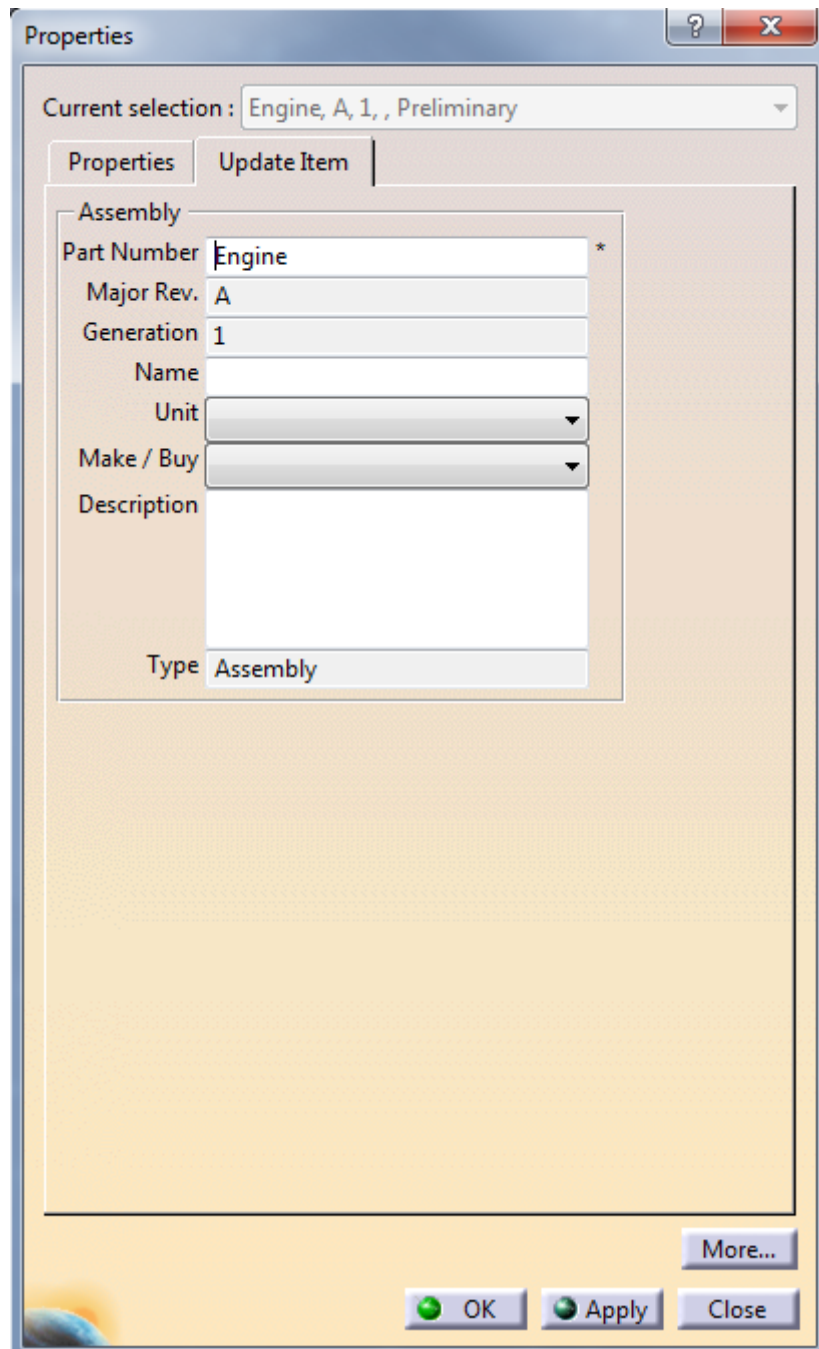 Properties
Current selection : Engine, A, 1, , Preliminary
Properties Update Item
Assembly
Part Number Engine *
Major Rev. A
Generation 1
Name
Unit
Make / Buy
Description
Type Assembly
More...
OK Apply Close